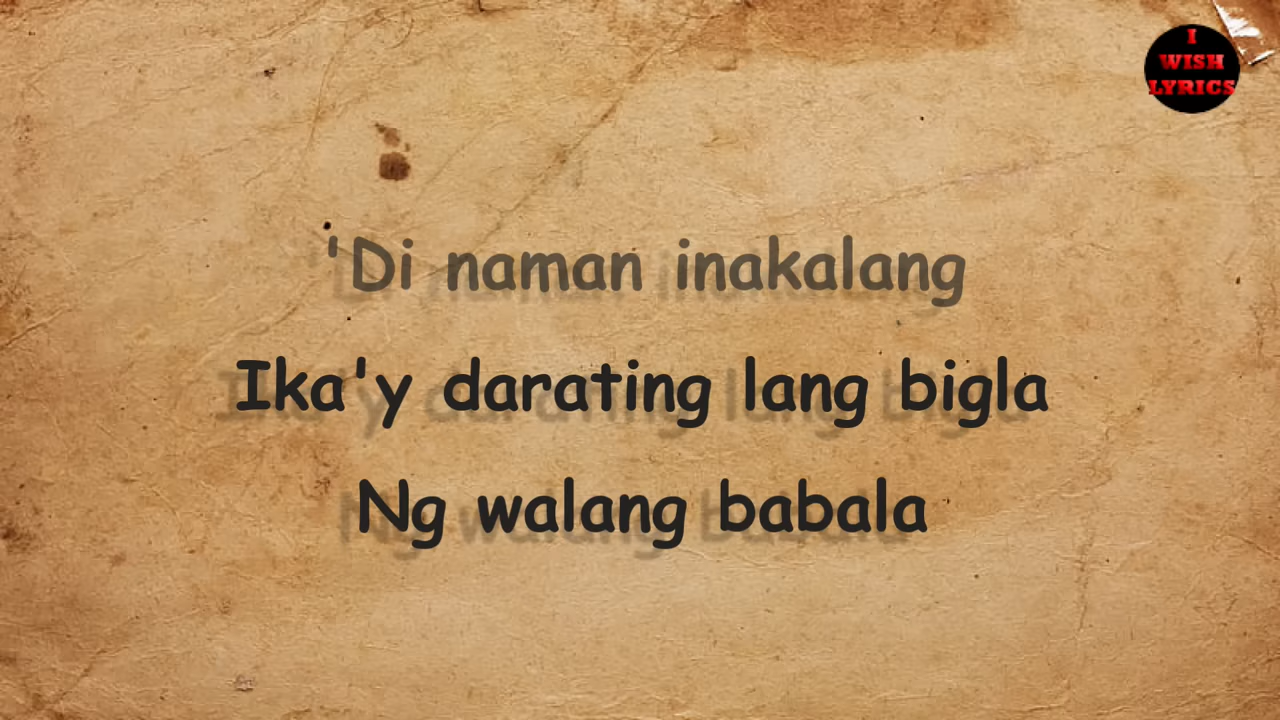 I
WISH
LYRICS
'Di naman inakalang
Ika'y darating lang bigla
Ng walang babala